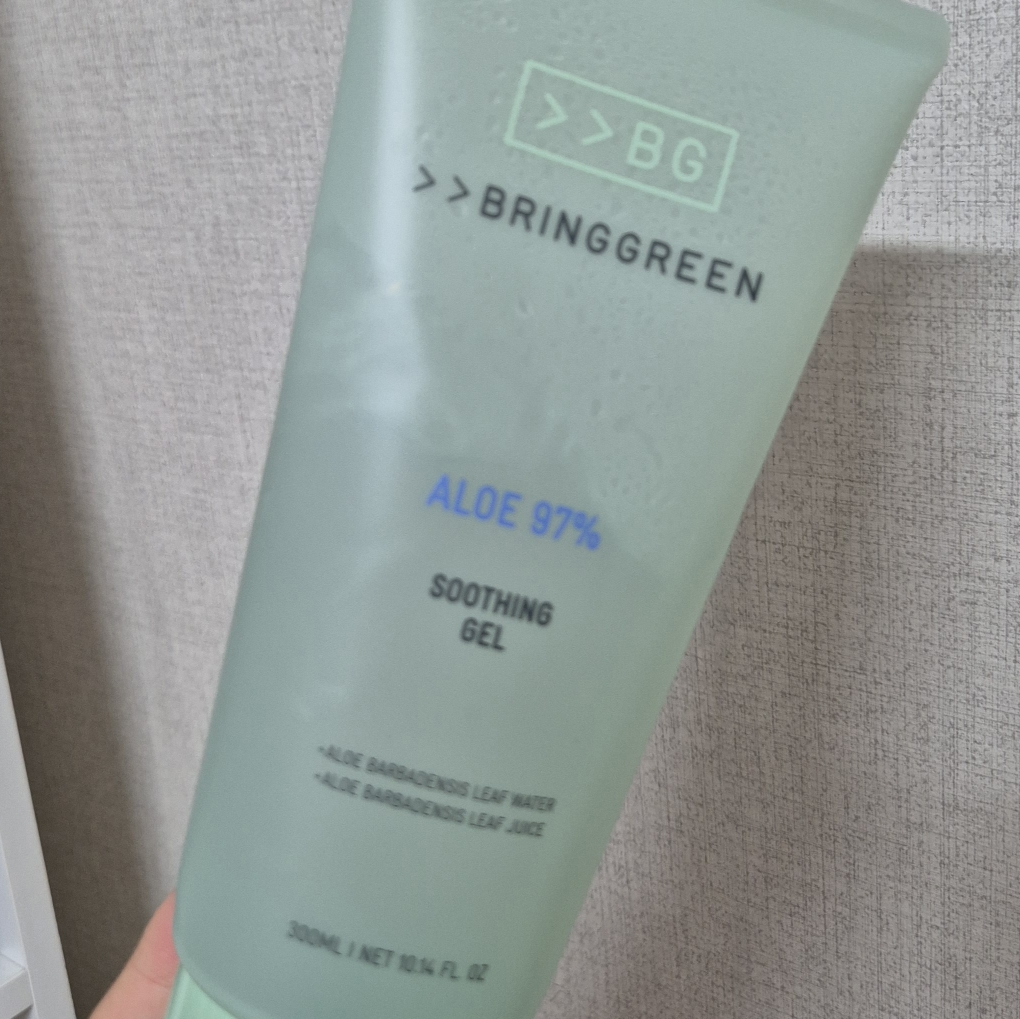 >>BG
>>BRINGGREEN
ALOE 97%
SOOTHING
GEL
•ALOE BARBADENSIS LEAF WATER
•ALOE BARBADENSIS LEAF JUICE
300ML I NET 10.14 FL. OZ